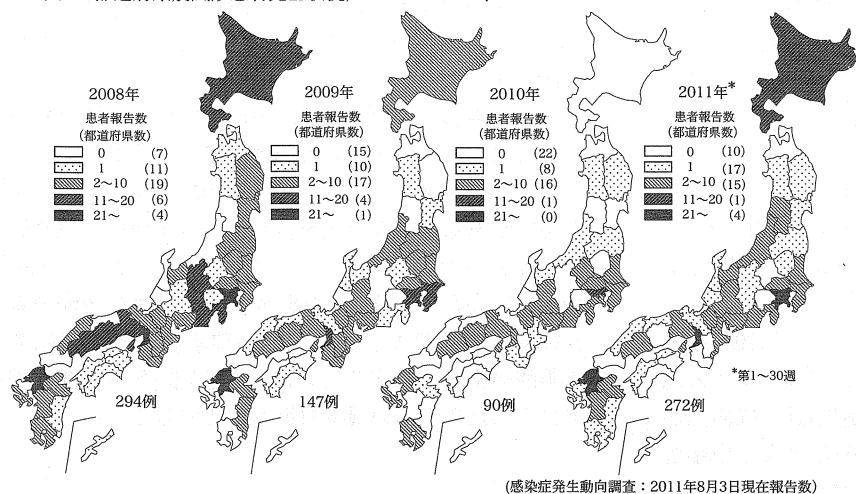 2008年
患者報告数
(都道府県数)
0 (7)
1 (11)
2〜10 (19)
11〜20 (6)
21〜 (4)
294例
2009年
患者報告数
(都道府県数)
0 (15)
1 (10)
2〜10 (17)
11〜20 (4)
21〜 (1)
147例
2010年
患者報告数
(都道府県数)
0 (22)
1 (8)
2〜10 (16)
11〜20 (1)
21〜 (0)
90例
2011年*
患者報告数
(都道府県数)
0 (10)
1 (17)
2〜10 (15)
11〜20 (1)
21〜 (4)
*第1〜30週
272例
(感染症発生動向調査：2011年8月3日現在報告数)